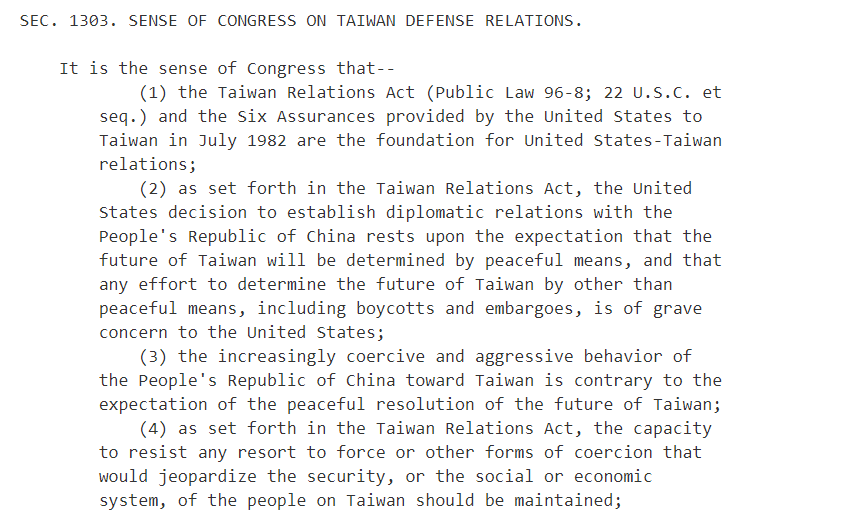 SEC. 1303. SENSE OF CONGRESS ON TAIWAN DEFENSE RELATIONS.
It is the sense of Congress that--
(1) the Taiwan Relations Act (Public Law 96-8; 22 U.S.C. et
seq.) and the Six Assurances provided by the United States to
Taiwan in July 1982 are the foundation for United States-Taiwan
relations;
(2) as set forth in the Taiwan Relations Act, the United
States decision to establish diplomatic relations with the
People's Republic of China rests upon the expectation that the
future of Taiwan will be determined by peaceful means, and that
any effort to determine the future of Taiwan by other than
peaceful means, including boycotts and embargoes, is of grave
concern to the United States;
(3) the increasingly coercive and aggressive behavior of
the People's Republic of China toward Taiwan is contrary to the
expectation of the peaceful resolution of the future of Taiwan;
(4) as set forth in the Taiwan Relations Act, the capacity
to resist any resort to force or other forms of coercion that
would jeopardize the security, or the social or economic
system, of the people on Taiwan should be maintained;